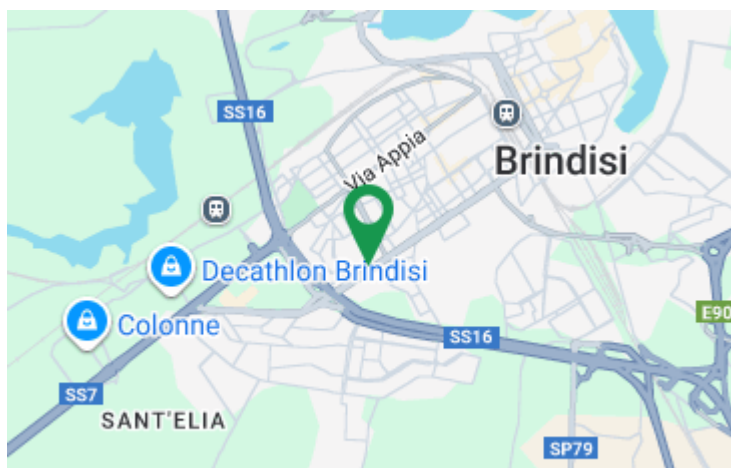 SS16
Via Appia
Brindisi
Decathlon Brindisi
Colonne
E90
SS16
SS7
SANT'ELIA
SP79